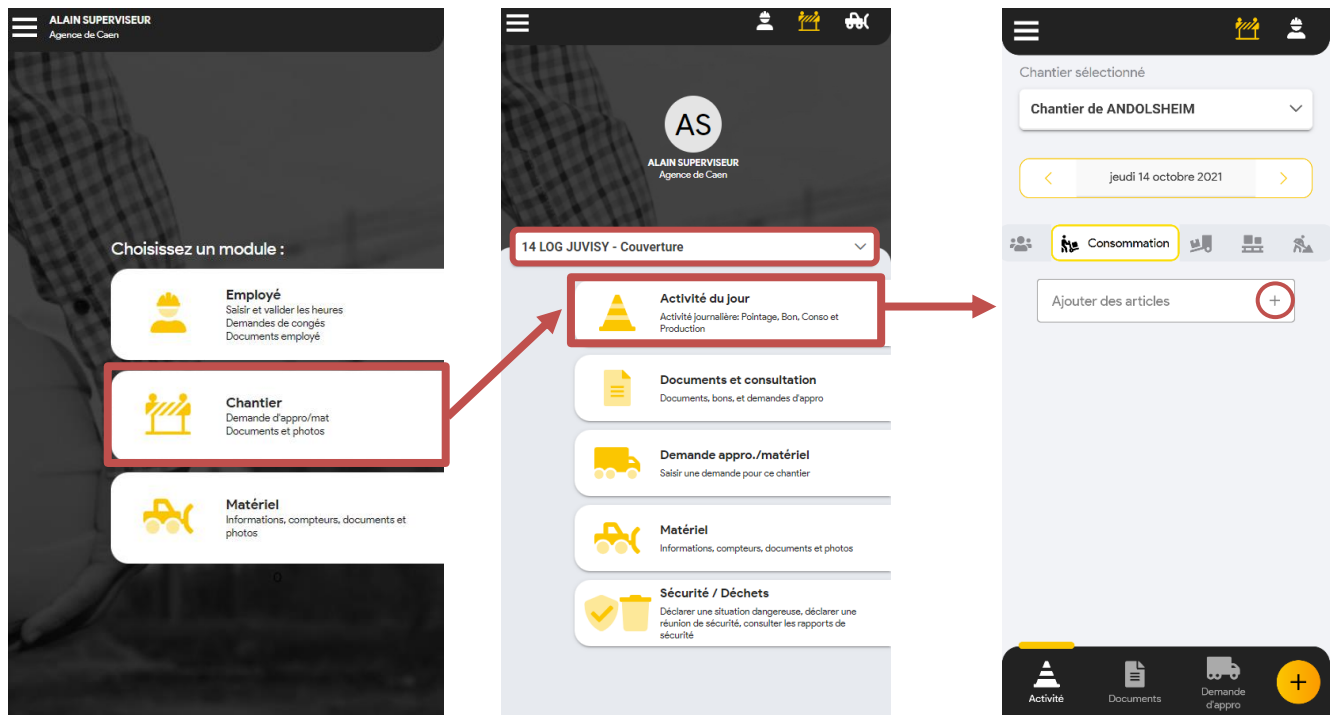 ALAIN SUPERVISEUR
Agence de Caen
Choisissez un module :
Employé
Saisir et valider les heures
Demandes de congés
Documents employé
Chantier
Demande d'appro/mat
Documents et photos
Matériel
Informations, compteurs, documents et
photos
0
AS
ALAIN SUPERVISEUR
Agence de Caen
14 LOG JUVISY - Couverture
Activité du jour
Activité journalière: Pointage, Bon, Conso et
Production
Documents et consultation
Documents, bons, et demandes d'appro
Demande appro./matériel
Saisir une demande pour ce chantier
Matériel
Informations, compteurs, documents et photos
Sécurité / Déchets
Déclarer une situation dangereuse, déclarer une
réunion de sécurité, consulter les rapports de
sécurité
Chantier sélectionné
Chantier de ANDOLSHEIM
jeudi 14 octobre 2021
Consommation
Ajouter des articles
Activité
Documents
Demande
d'appro